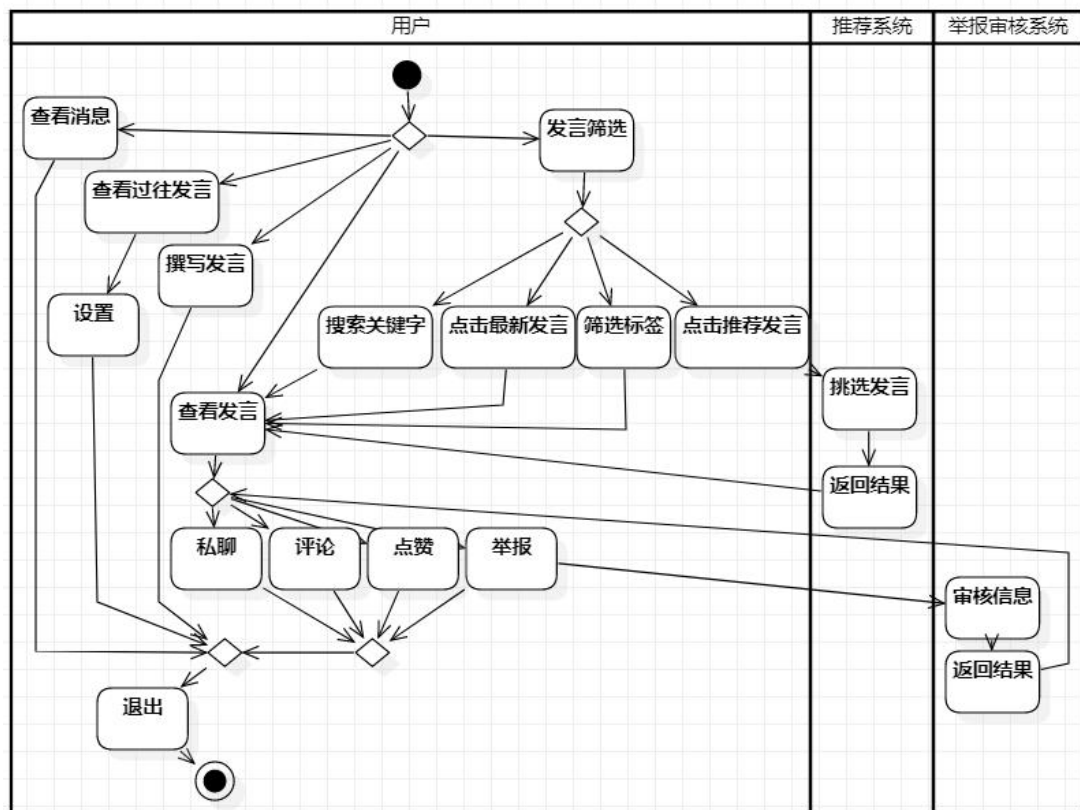 用户
推荐系统
举报审核系统
查看消息
发言筛选
查看过往发言
撰写发言
设置
搜索关键字
点击最新发言
筛选标签
点击推荐发言
查看发言
挑选发言
返回结果
私聊
评论
点赞
举报
审核信息
返回结果
退出